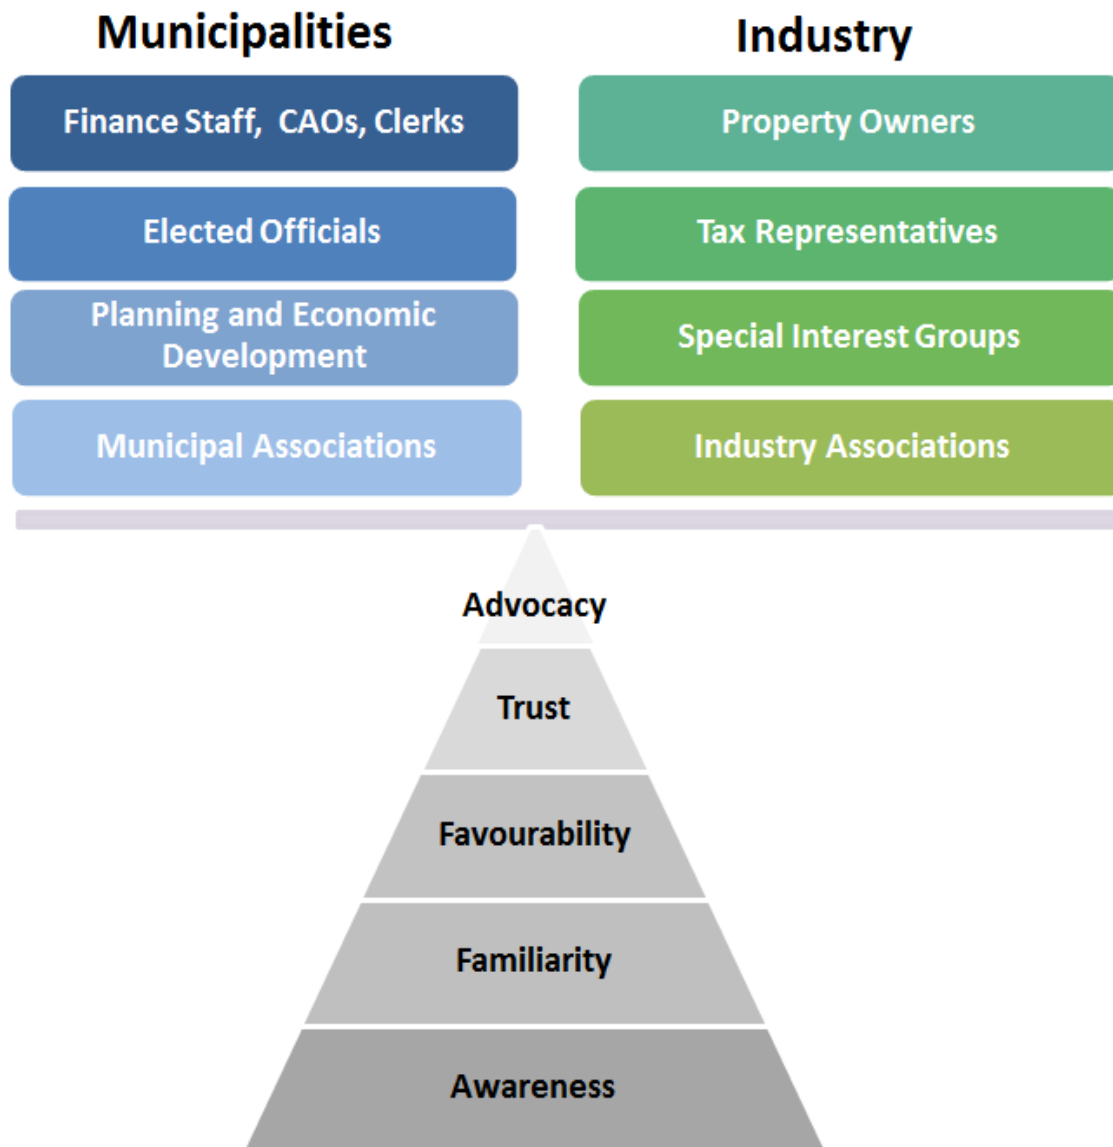 Municipalities
Industry
Finance Staff,  CAOs, Clerks
Property Owners
Elected Officials
Tax Representatives
Planning and Economic
Development
Special Interest Groups
Municipal Associations
Industry Associations
Advocacy
Trust
Favourability
Familiarity
Awareness